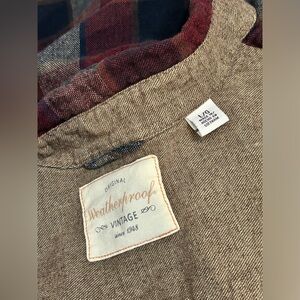 ORIGINAL
Weatherproof
VINTAGE
since 1948
L/G